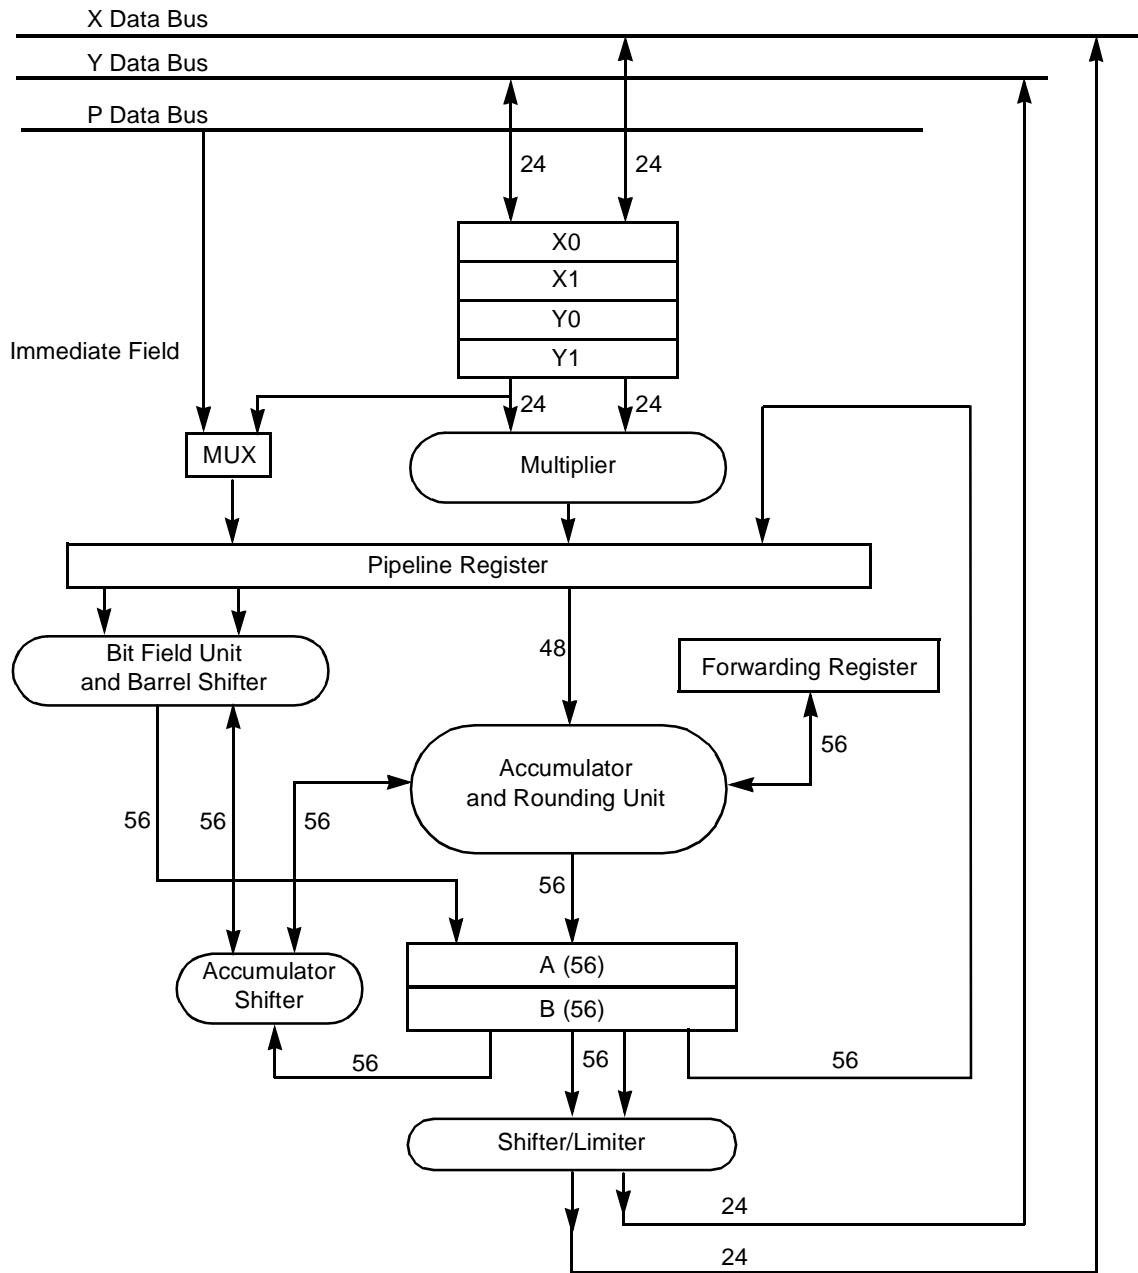 X Data Bus
Y Data Bus
P Data Bus
24
24
X0
X1
Y0
Immediate Field
Y1
24
24
MUX
Multiplier
Pipeline Register
Bit Field Unit
and Barrel Shifter
48
Forwarding Register
56
Accumulator
and Rounding Unit
56
56
56
56
A (56)
Accumulator
Shifter
B (56)
56
56
56
Shifter/Limiter
24
24